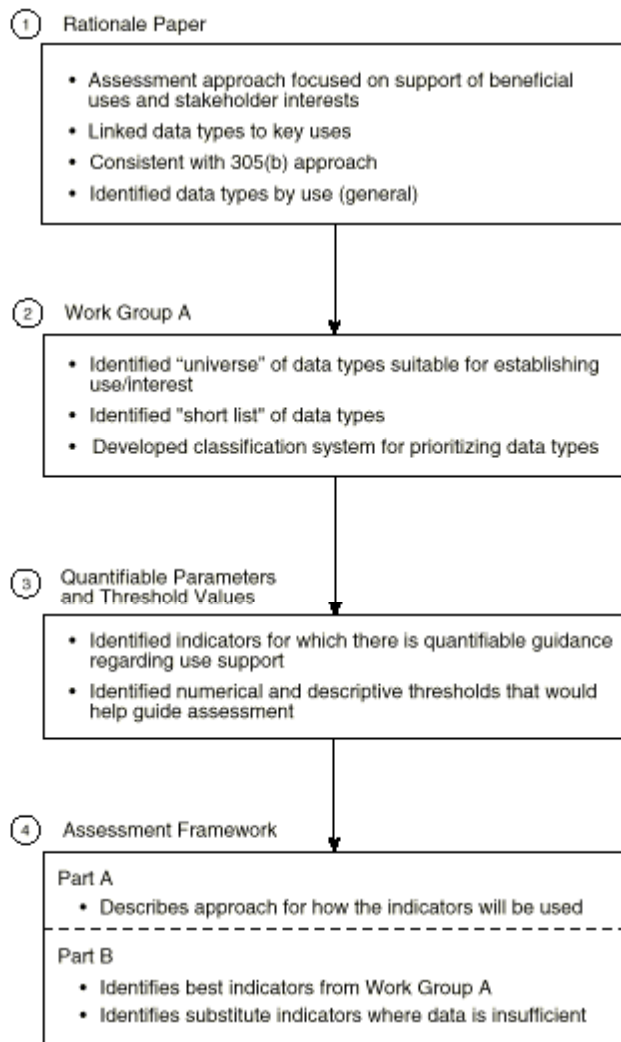 1 Rationale Paper
• Assessment approach focused on support of beneficial
uses and stakeholder interests
• Linked data types to key uses
• Consistent with 305(b) approach
• Identified data types by use (general)
2 Work Group A
• Identified “universe” of data types suitable for establishing
use/interest
• Identified "short list" of data types
• Developed classification system for prioritizing data types
3 Quantifiable Parameters
and Threshold Values
• Identified indicators for which there is quantifiable guidance
regarding use support
• Identified numerical and descriptive thresholds that would
help guide assessment
4 Assessment Framework
Part A
• Describes approach for how the indicators will be used
Part B
• Identifies best indicators from Work Group A
• Identifies substitute indicators where data is insufficient